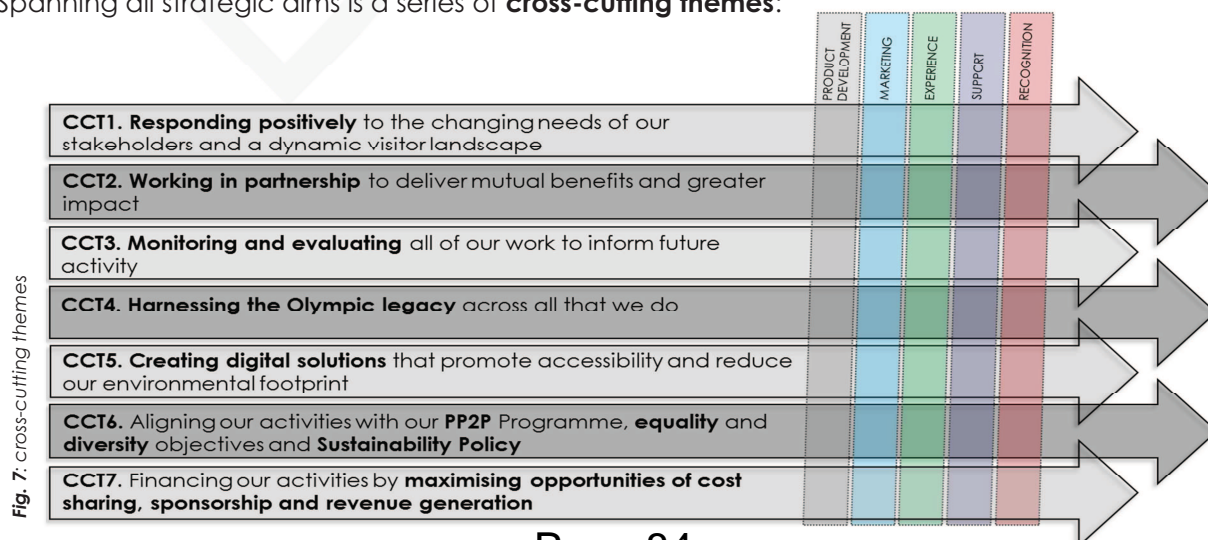 Spanning all strategic aims is a series of cross-cutting themes:
PRODUCT
DEVELOPMENT
MARKETING
EXPERIENCE
SUPPORT
RECOGNITION
CCT1. Responding positively to the changing needs of our
stakeholders and a dynamic visitor landscape
CCT2. Working in partnership to deliver mutual benefits and greater
impact
CCT3. Monitoring and evaluating all of our work to inform future
activity
CCT4. Harnessing the Olympic legacy across all that we do
CCT5. Creating digital solutions that promote accessibility and reduce
our environmental footprint
CCT6. Aligning our activities with our PP2P Programme, equality and
diversity objectives and Sustainability Policy
CCT7. Financing our activities by maximising opportunities of cost
sharing, sponsorship and revenue generation
Fig. 7: cross-cutting themes